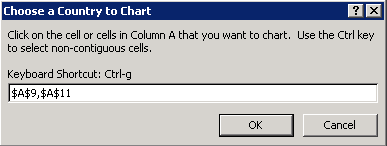 Choose a Country to Chart
Click on the cell or cells in Column A that you want to chart. Use the Ctrl key
to select non-contiguous cells.
Keyboard Shortcut: Ctrl-g
$A$9,$A$11
OK Cancel